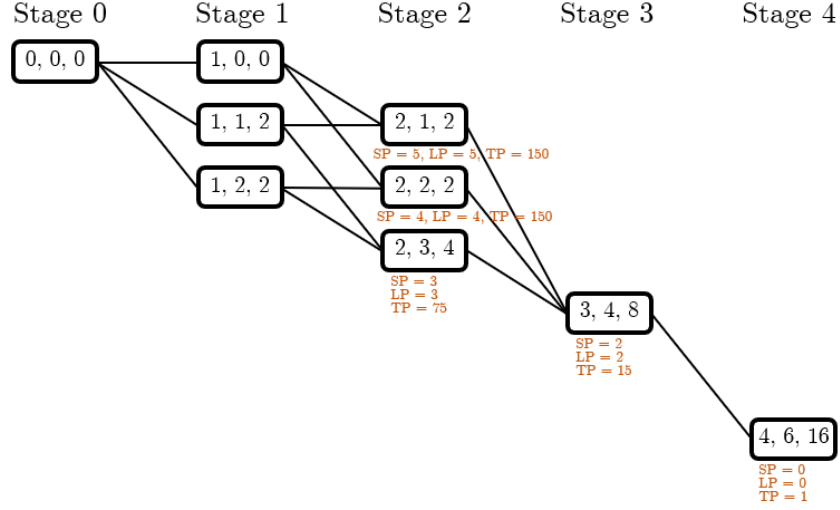 Stage 0 Stage 1 Stage 2 Stage 3 Stage 4
0, 0, 0
1, 0, 0
1, 1, 2
2, 1, 2
SP = 5, LP = 5, TP = 150
1, 2, 2
2, 2, 2
SP = 4, LP = 4, TP = 150
2, 3, 4
SP = 3
LP = 3
TP = 75
3, 4, 8
SP = 2
LP = 2
TP = 15
4, 6, 16
SP = 0
LP = 0
TP = 1